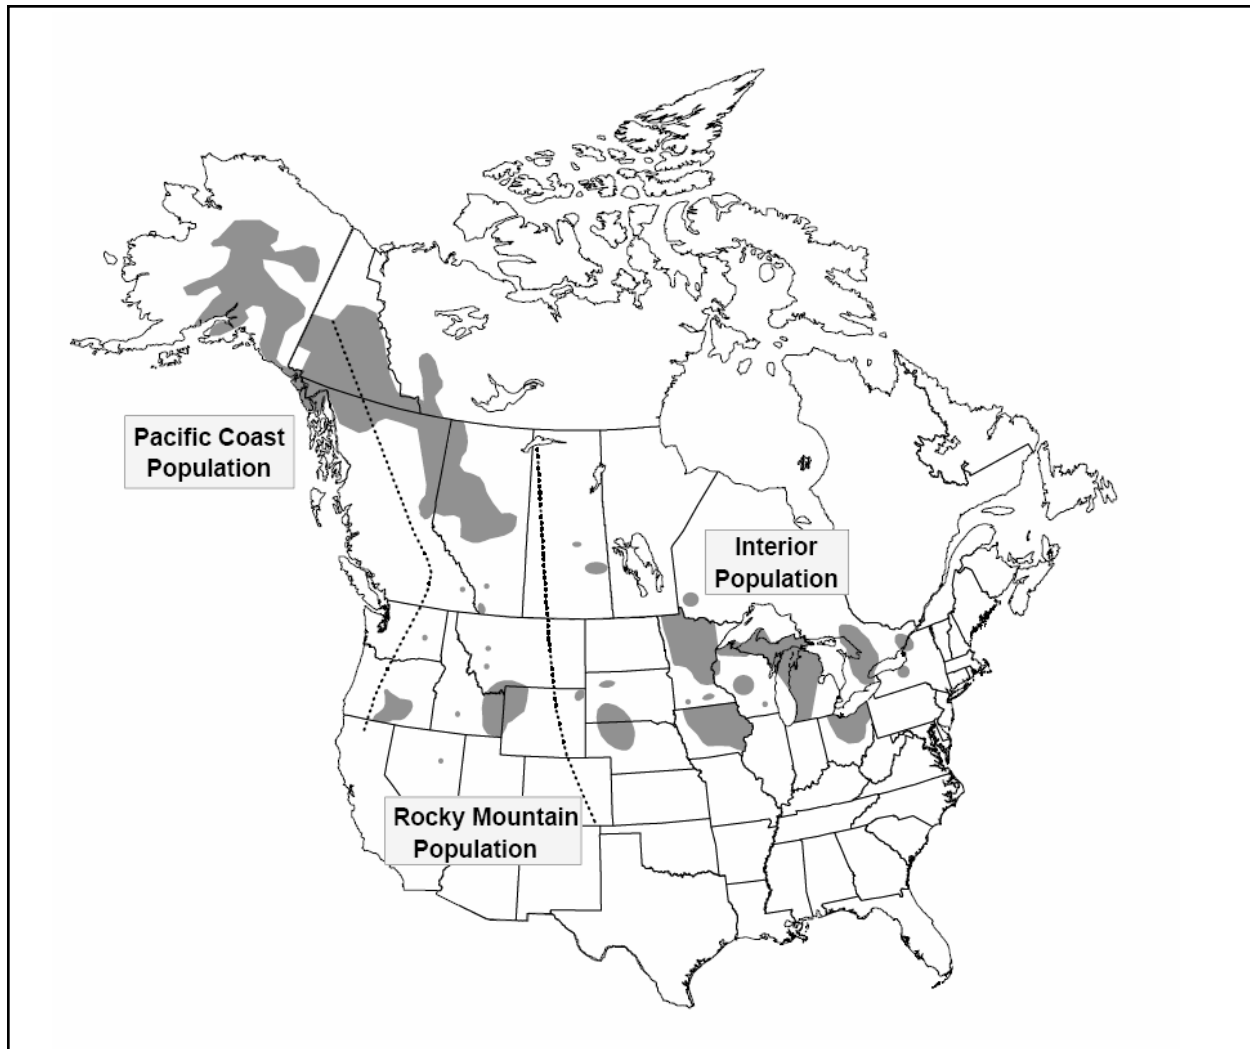 Pacific Coast
Population
Interior
Population
Rocky Mountain
Population